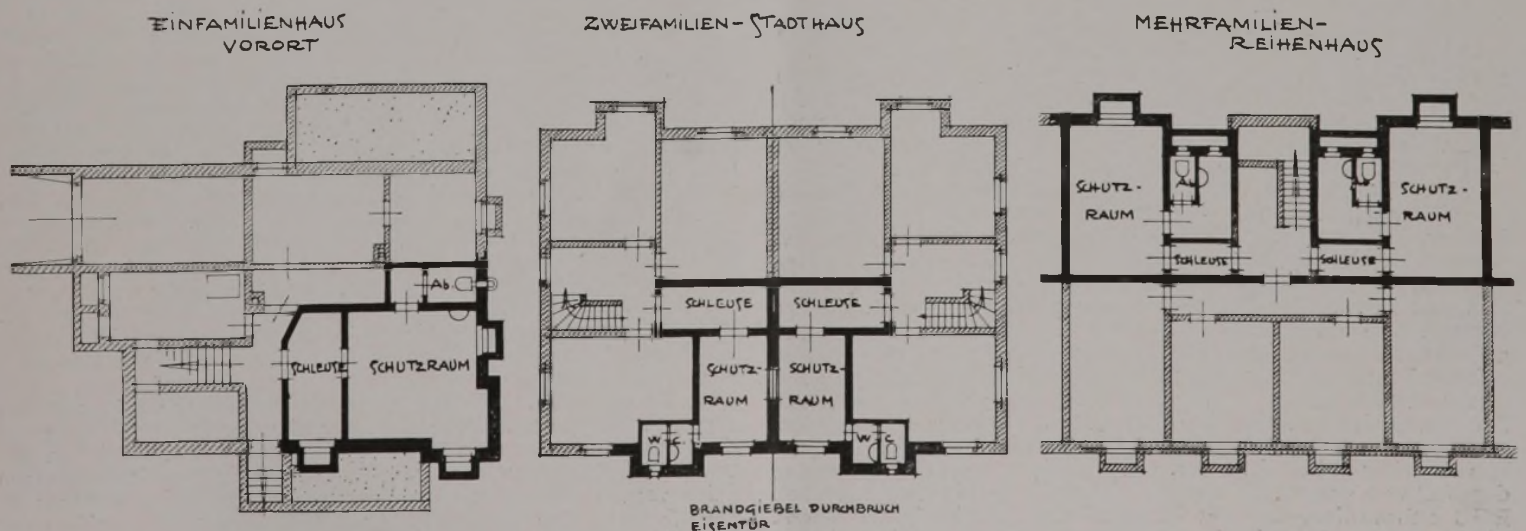 EINFAMILIENHAUS
VORORT
Ab.
SCHLEUSE
SCHUTZRAUM
ZWEIFAMILIEN-STADTHAUS
SCHLEUSE
SCHLEUSE
SCHUTZ-
RAUM
SCHUTZ-
RAUM
W C
W C
BRANDGIEBEL DURCHBRUCH
EISENTÜR
MEHRFAMILIEN-
REIHENHAUS
SCHUTZ-
RAUM
SCHUTZ-
RAUM
SCHLEUSE
SCHLEUSE